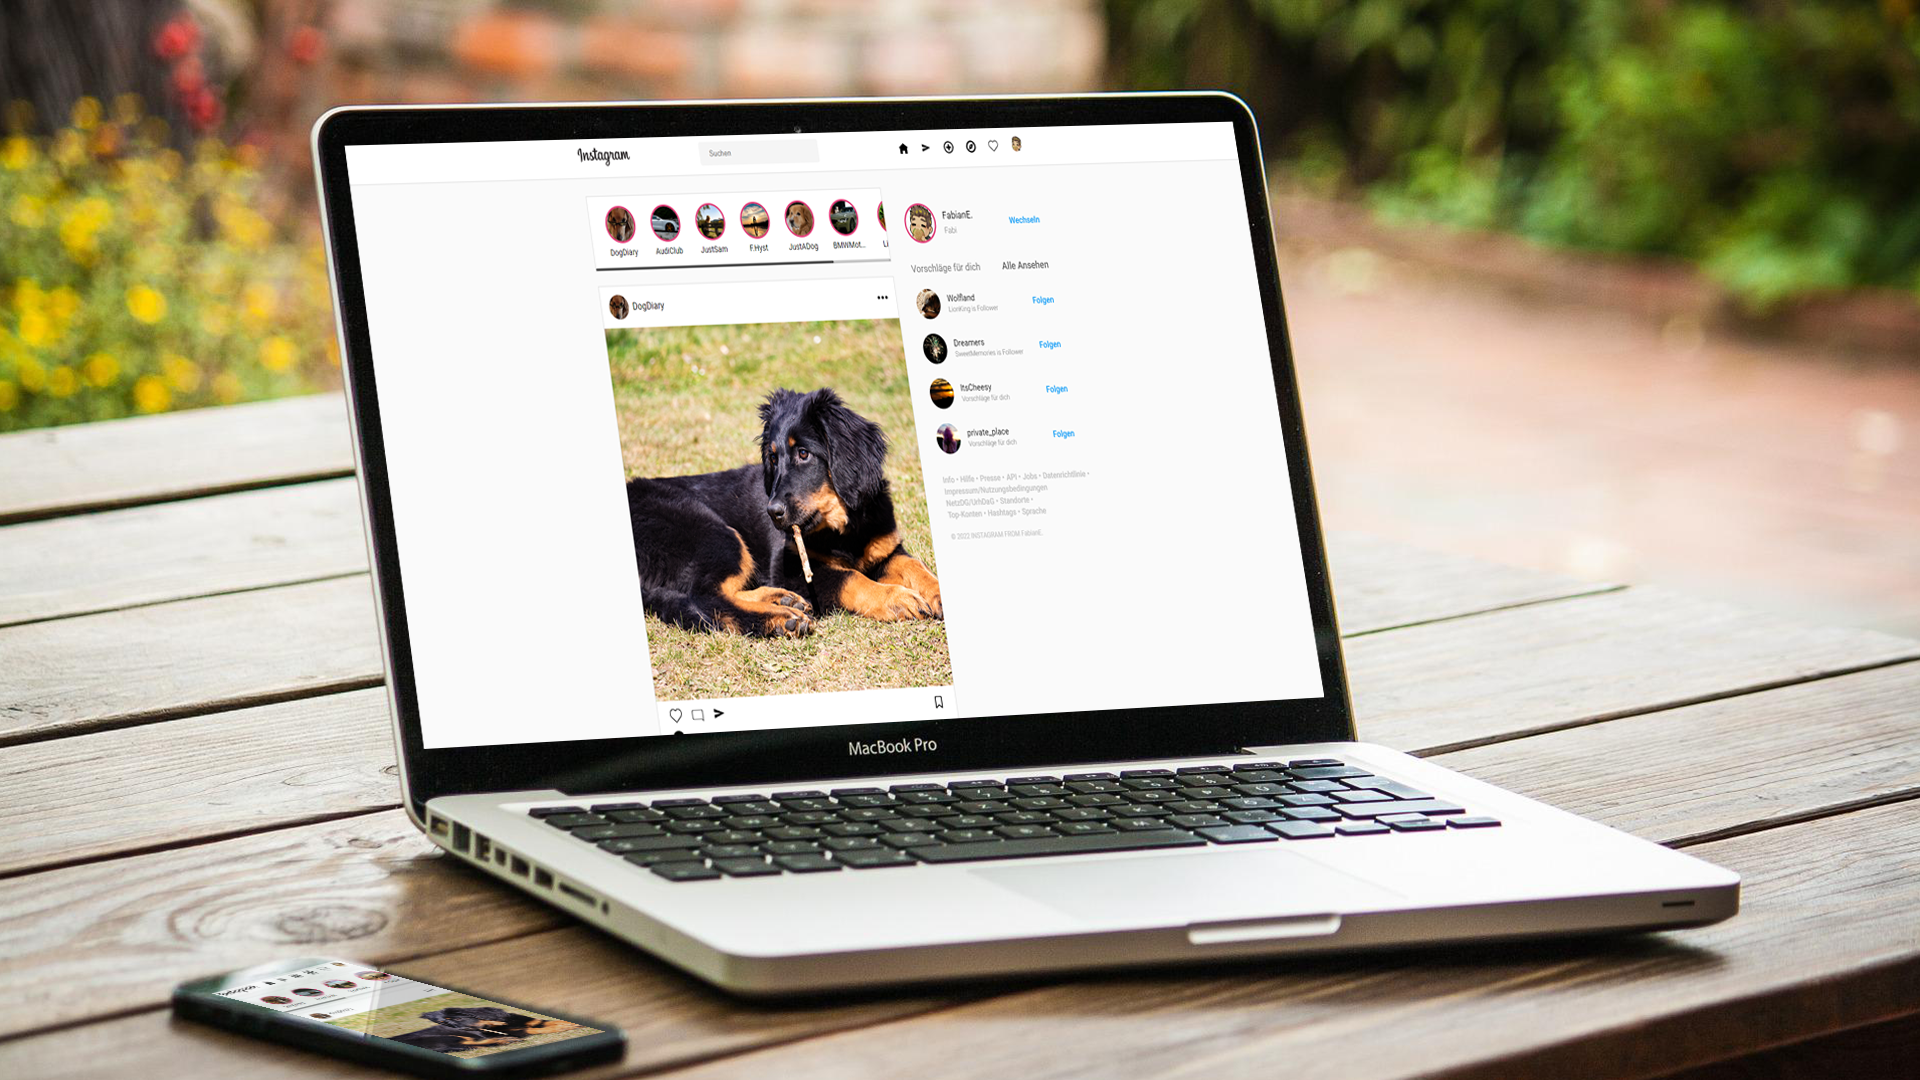 Instagram
Suchen
DogDiary
AudiClub
JustSam
F.Hyst
JustADog
BMWMot...
Li
FabianE.
Fabi
Wechseln
Vorschläge für dich
Alle Ansehen
DogDiary
Wolfland
LionKing is Follower
Folgen
Dreamers
SweetMemories is Follower
Folgen
ItsCheesy
Vorschläge für dich
Folgen
private_place
Vorschläge für dich
Folgen
Info • Hilfe • Presse • API • Jobs • Datenrichtlinie •
Impressum/Nutzungsbedingungen
NetzDG/UrhDaG • Standorte •
Top-Konten • Hashtags • Sprache
© 2022 INSTAGRAM FROM FabianE.
MacBook Pro